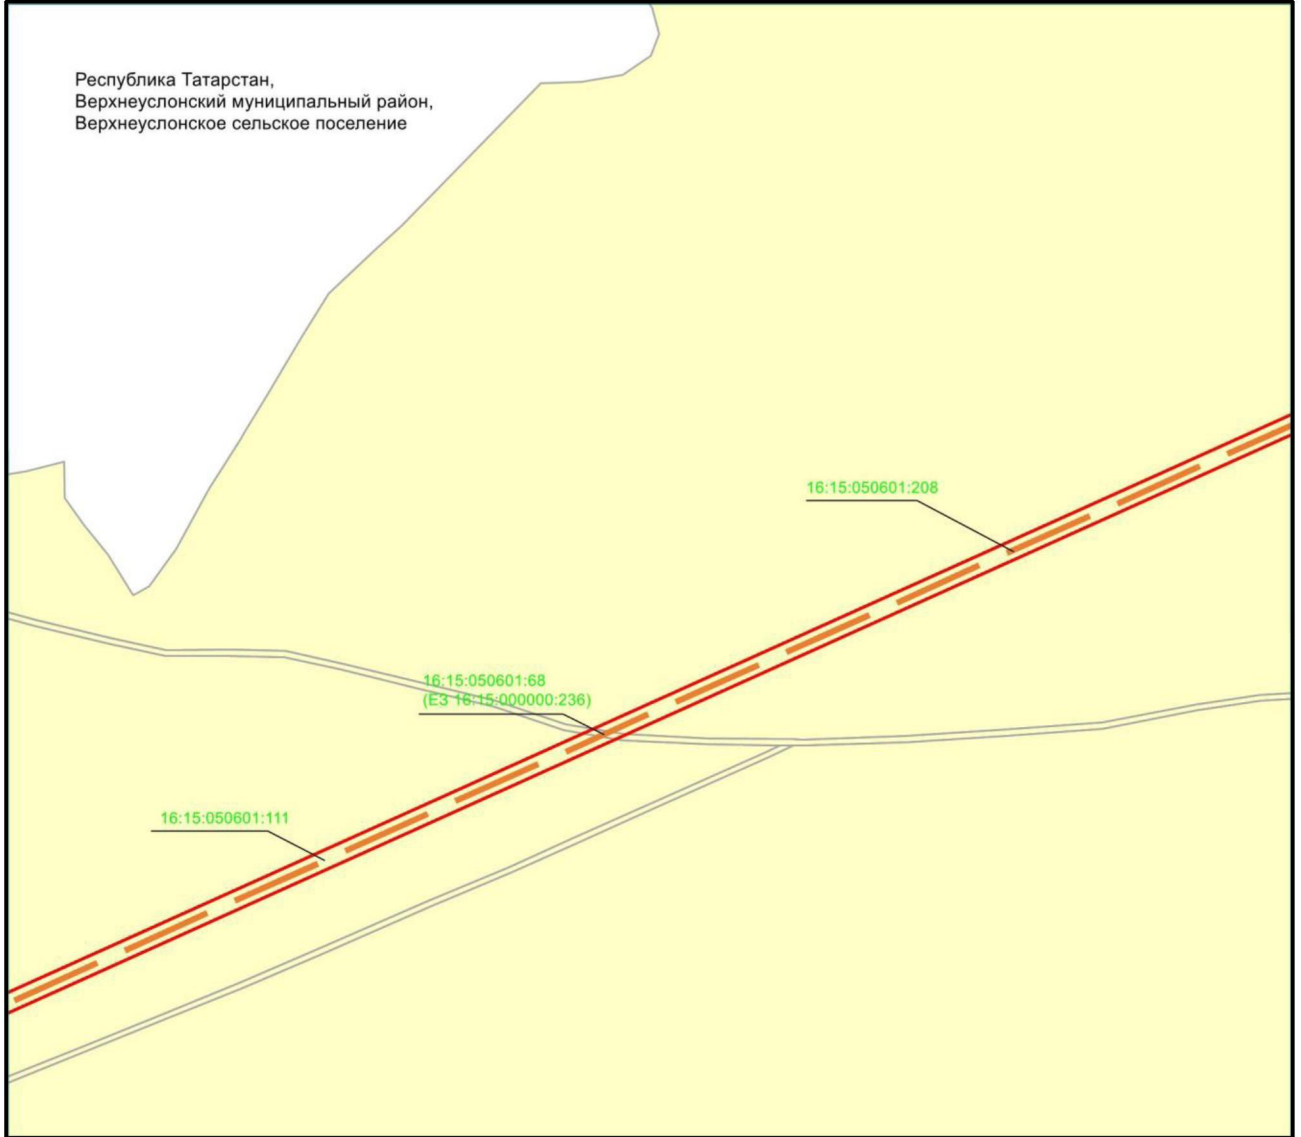 Республика Татарстан,
Верхнеуслонский муниципальный район,
Верхнеуслонское сельское поселение
16:15:050601:208
16:15:050601:68
(ЕЗ 16:15:000000:236)
16:15:050601:111